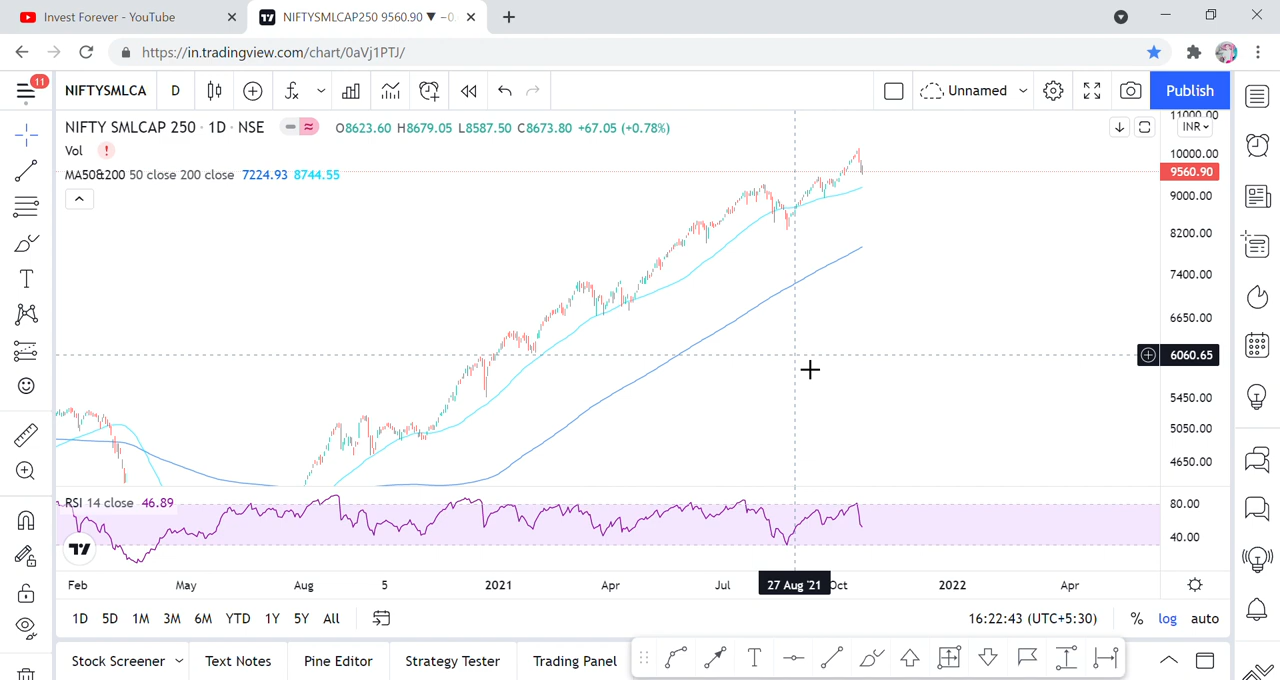 Invest Forever - YouTube
NIFTYSMLCAP250 9560.90 ▼ −0.
https://in.tradingview.com/chart/0aVj1PTJ/
11
NIFTYSMLCA
D
Unnamed
Publish
NIFTY SMLCAP 250 · 1D · NSE
O8623.60 H8679.05 L8587.50 C8673.80 +67.05 (+0.78%)
Vol
MA50&200 50 close 200 close 7224.93 8744.55
11000.00
INR
10000.00
9560.90
9000.00
8200.00
7400.00
6650.00
6060.65
5450.00
5050.00
4650.00
RSI 14 close 46.89
80.00
40.00
Feb May Aug 5 2021 Apr Jul 27 Aug '21 Oct 2022 Apr
1D 5D 1M 3M 6M YTD 1Y 5Y All
16:22:43 (UTC+5:30) % log auto
Stock Screener Text Notes Pine Editor Strategy Tester Trading Panel